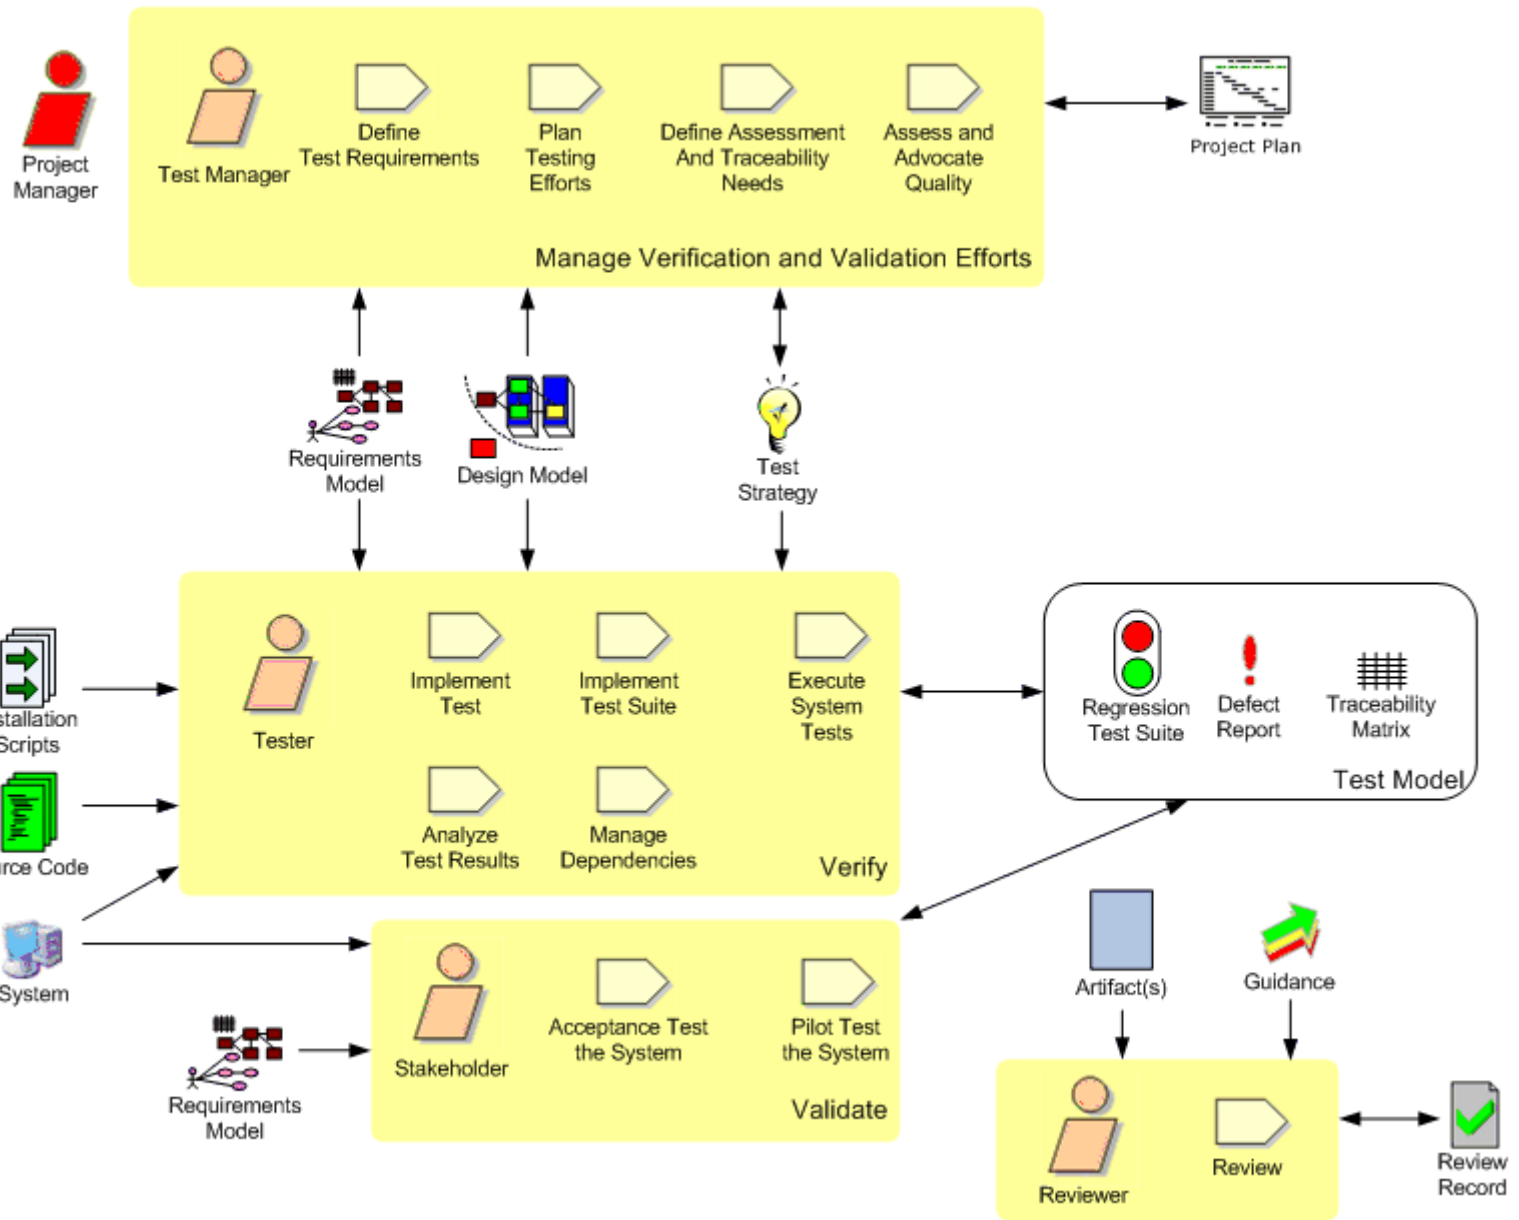 Project
Manager
Test Manager
Define
Test Requirements
Plan
Testing
Efforts
Define Assessment
And Traceability
Needs
Assess and
Advocate
Quality
Manage Verification and Validation Efforts
Project Plan
Requirements
Model
Design Model
Test
Strategy
stallation
Scripts
urce Code
System
Tester
Implement
Test
Implement
Test Suite
Execute
System
Tests
Analyze
Test Results
Manage
Dependencies
Verify
Regression
Test Suite
Defect
Report
Traceability
Matrix
Test Model
Requirements
Model
Stakeholder
Acceptance Test
the System
Pilot Test
the System
Validate
Artifact(s)
Guidance
Reviewer
Review
Review
Record